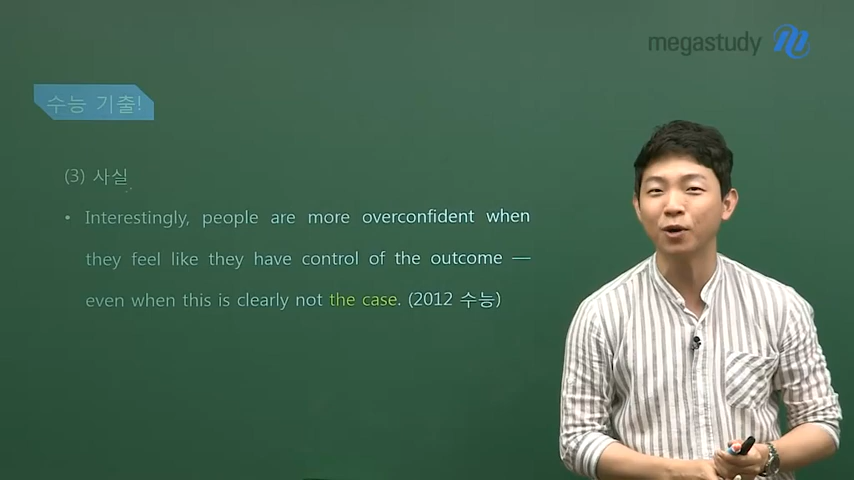 megastudy
수능 기출!
(3) 사실
• Interestingly, people are more overconfident when
they feel like they have control of the outcome —
even when this is clearly not the case. (2012 수능)